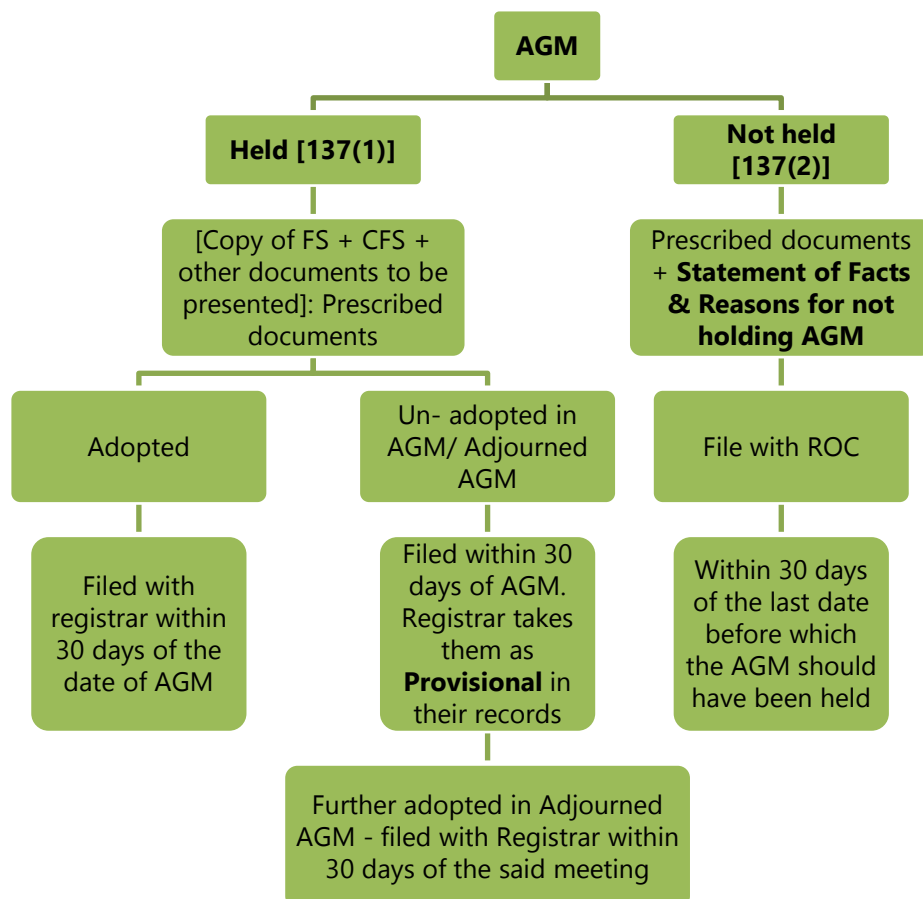 AGM
Held [137(1)]
Not held
[137(2)]
[Copy of FS + CFS +
other documents to be
presented]: Prescribed
documents
Prescribed documents
+ Statement of Facts
& Reasons for not
holding AGM
Adopted
Un- adopted in
AGM/ Adjourned
AGM
File with ROC
Filed with
registrar within
30 days of the
date of AGM
Filed within 30
days of AGM.
Registrar takes
them as
Provisional in
their records
Within 30 days
of the last date
before which
the AGM should
have been held
Further adopted in Adjourned
AGM - filed with Registrar within
30 days of the said meeting